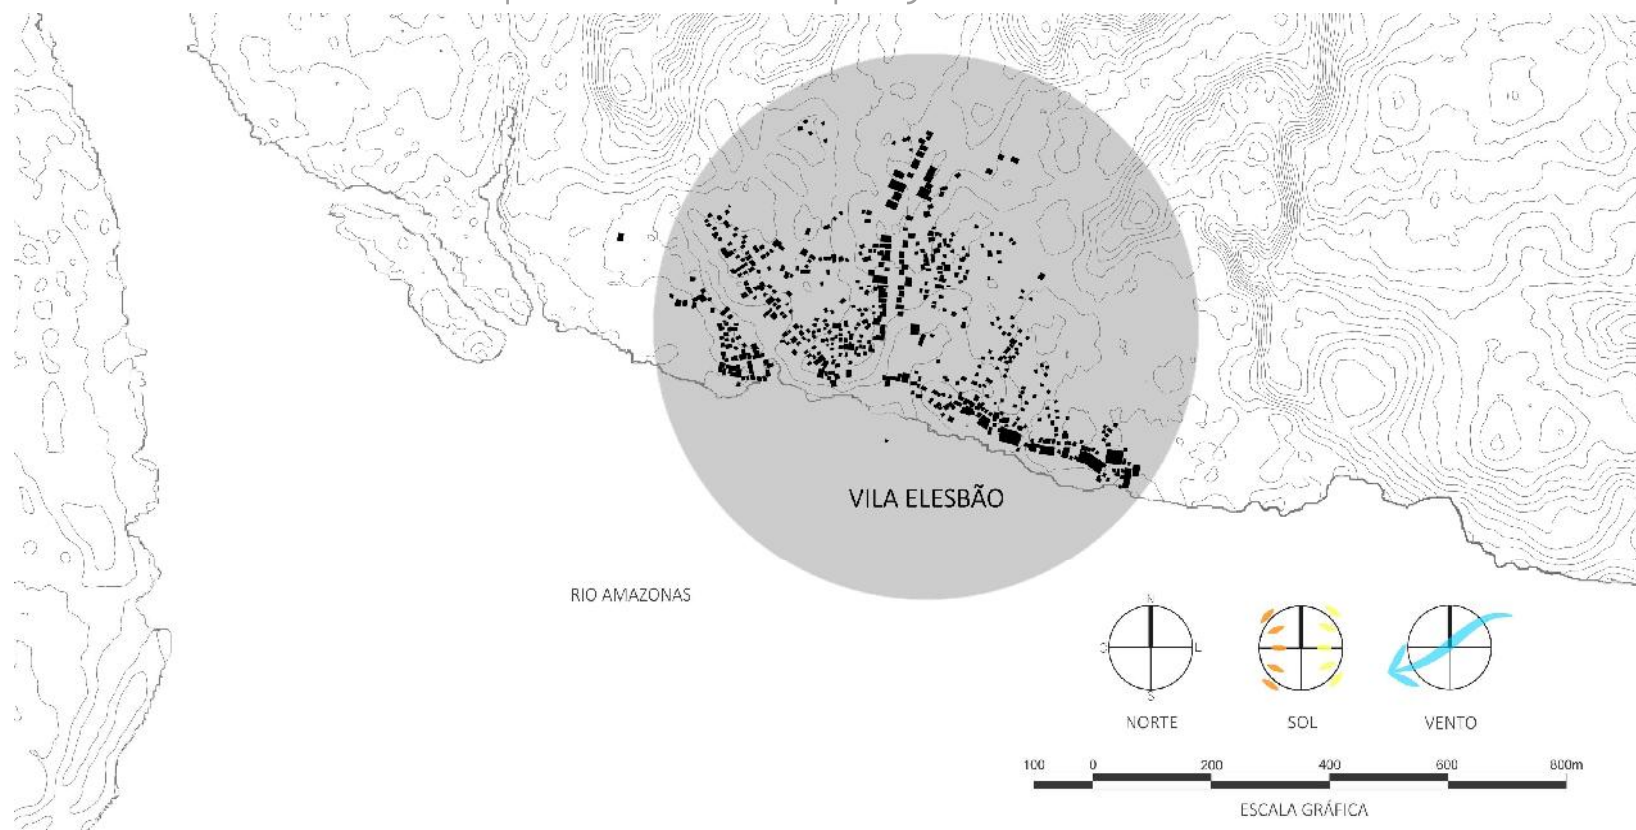 VILA ELESBÃO
RIO AMAZONAS
N
O L
S
NORTE SOL VENTO
100 0 200 400 600 800m
ESCALA GRÁFICA